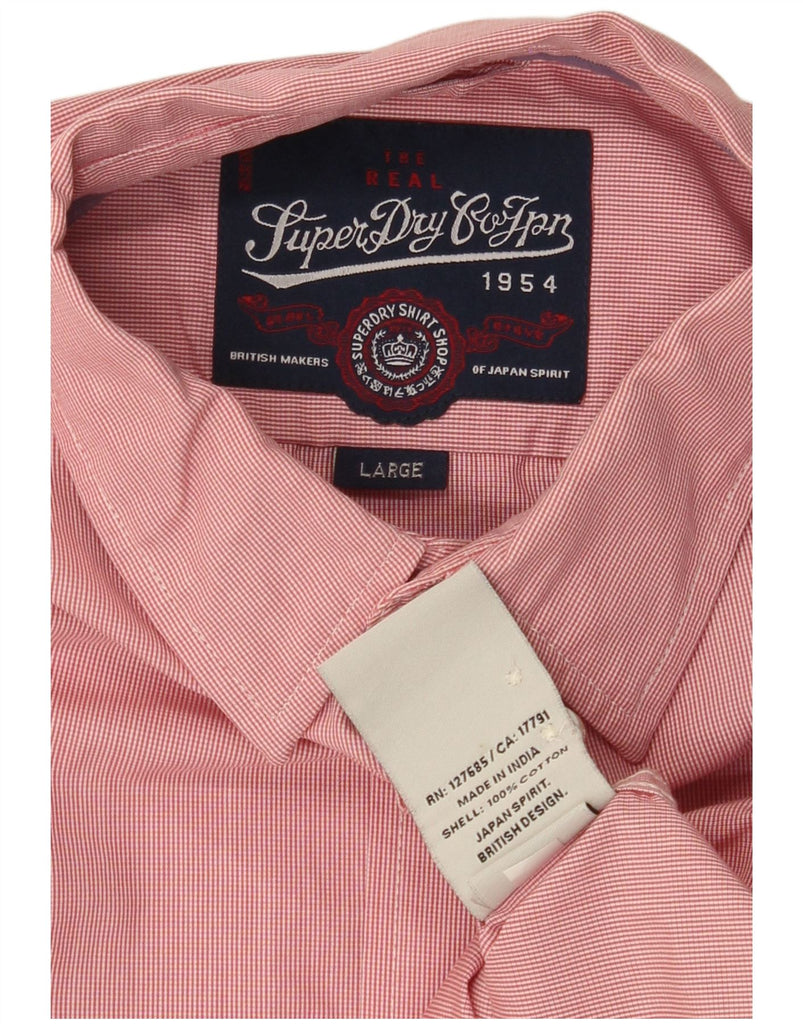 THE
REAL
SuperDry Co Jpn
1954
SUPERDRY SHIRT SHOP
BRITISH MAKERS
OF JAPAN SPIRIT
LARGE
RN: 127685 / CA: 17791
MADE IN INDIA
SHELL: 100% COTTON
JAPAN SPIRIT.
BRITISH DESIGN.